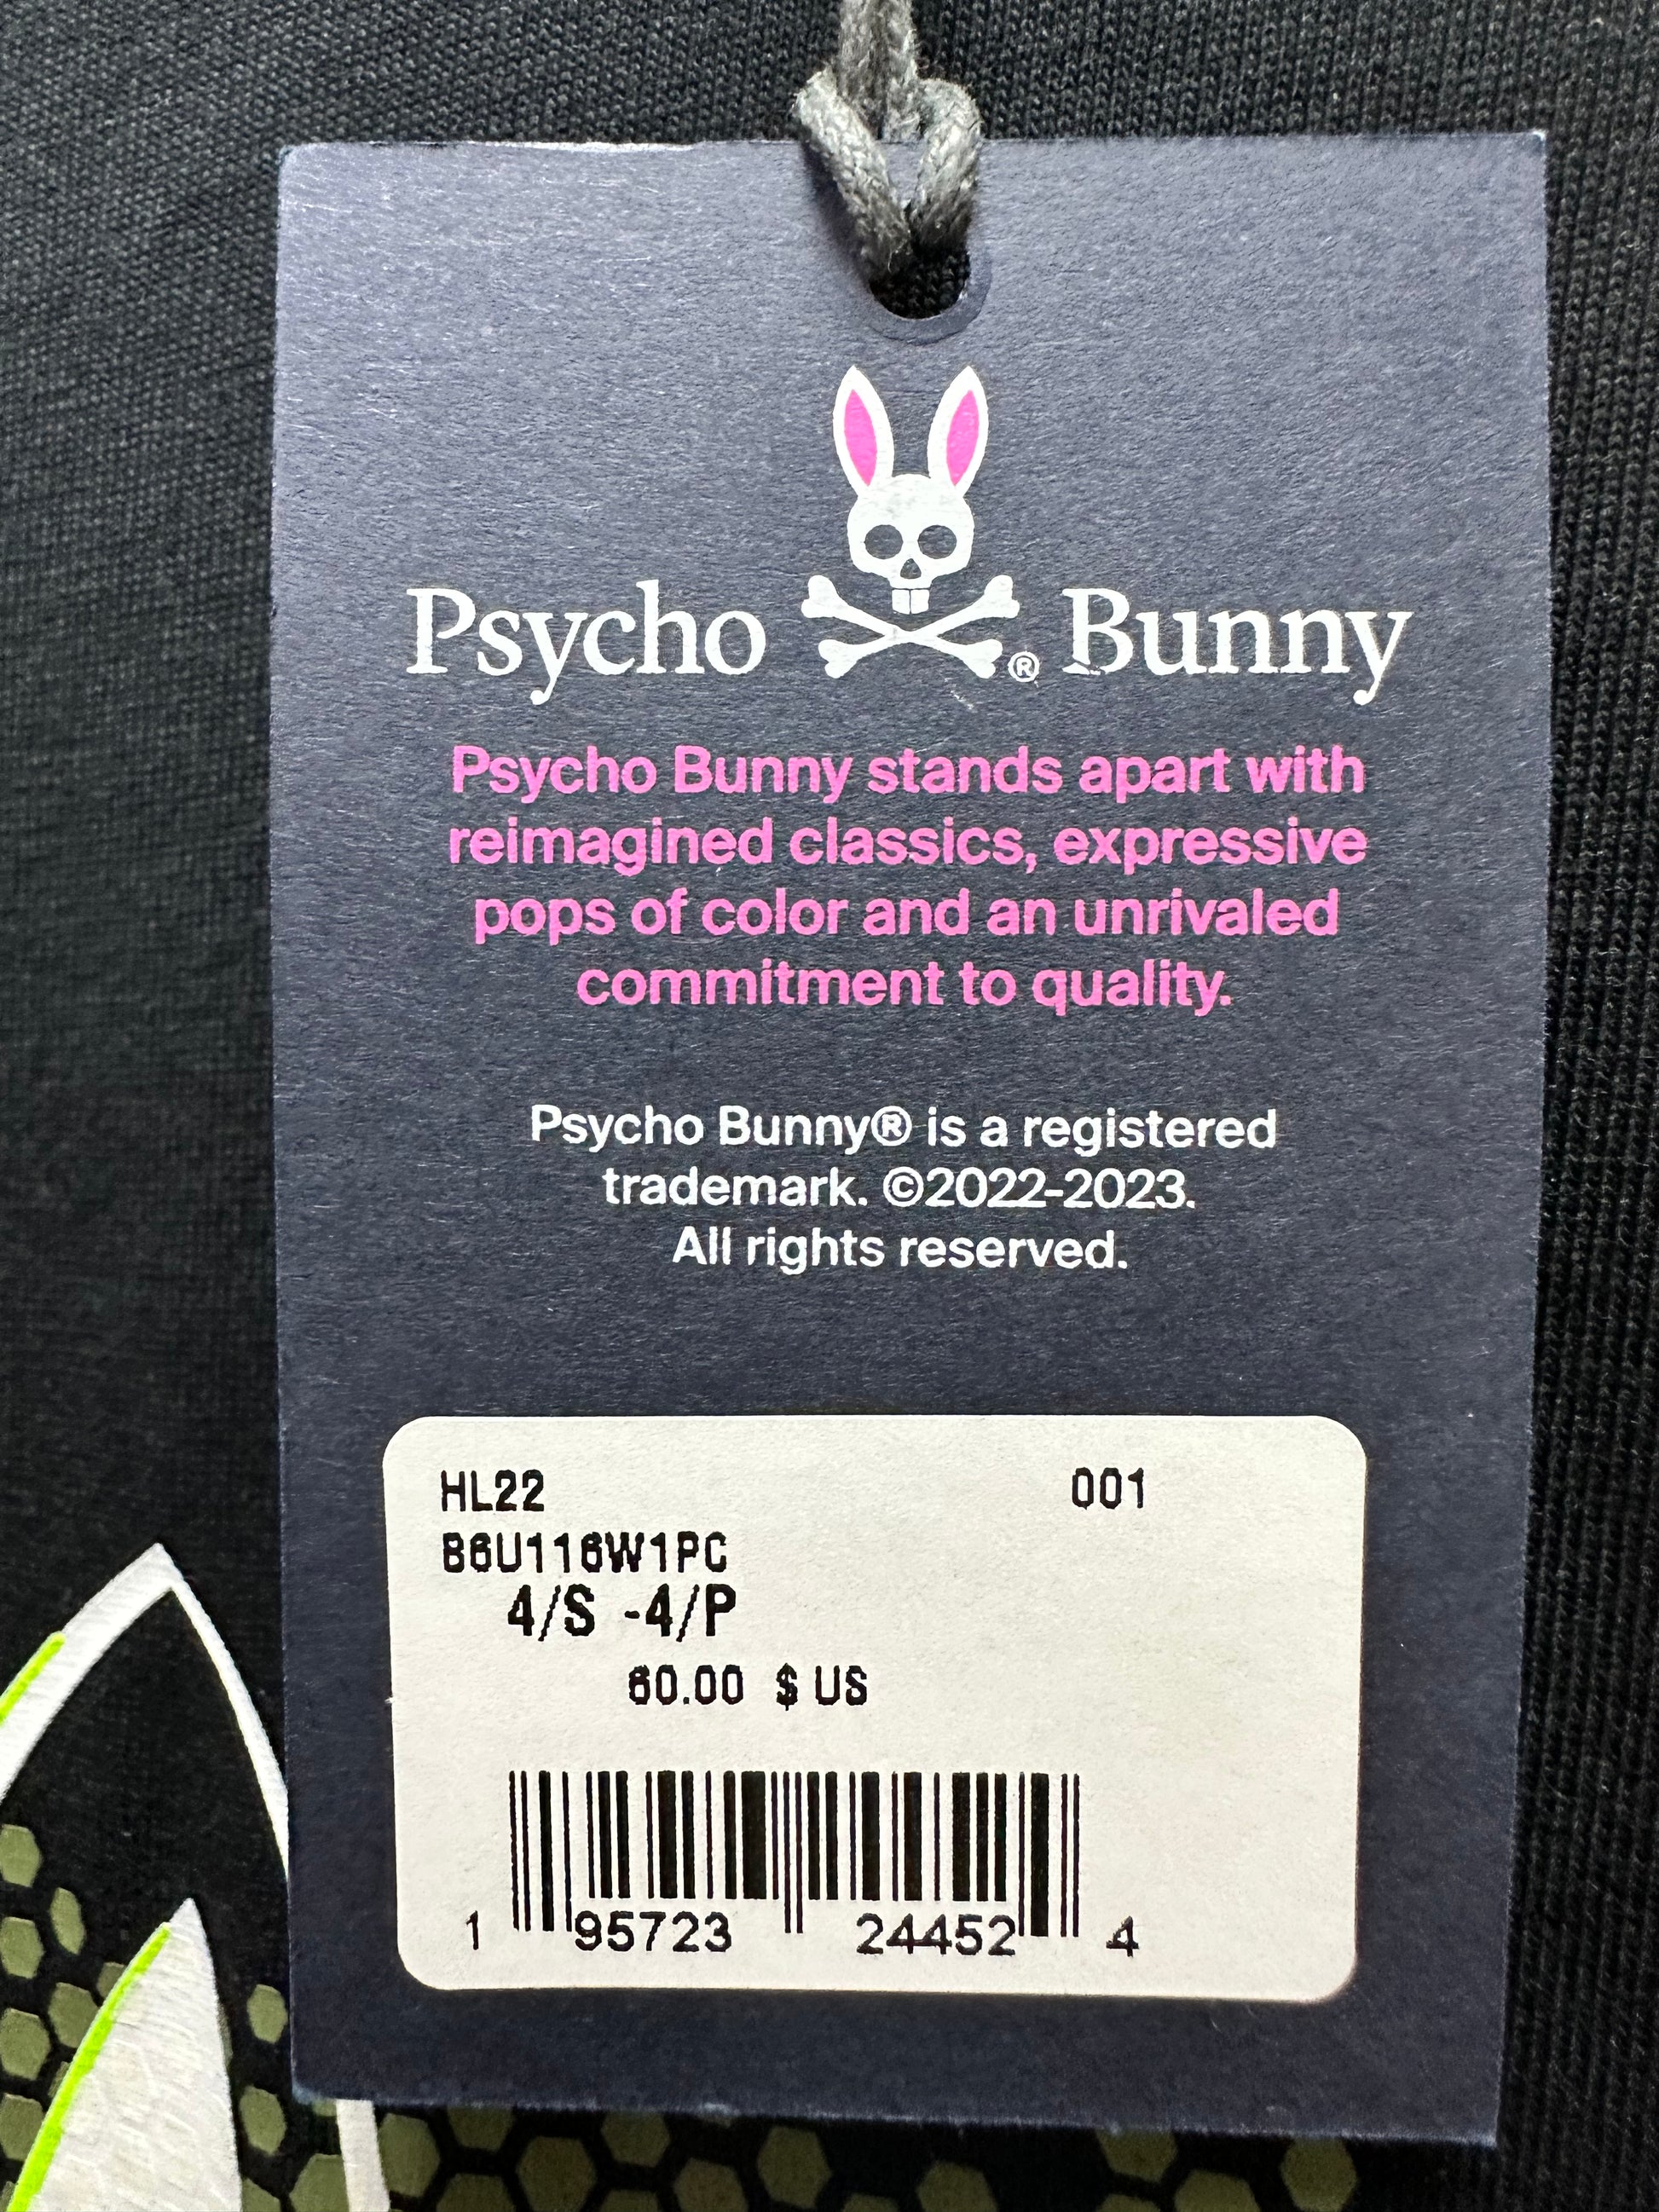 Psycho ® Bunny
Psycho Bunny stands apart with
reimagined classics, expressive
pops of color and an unrivaled
commitment to quality.
Psycho Bunny® is a registered
trademark. ©2022-2023.
All rights reserved.
HL22 001
B6U116W1PC
4/S -4/P
60.00 $ US
1 95723 24452 4